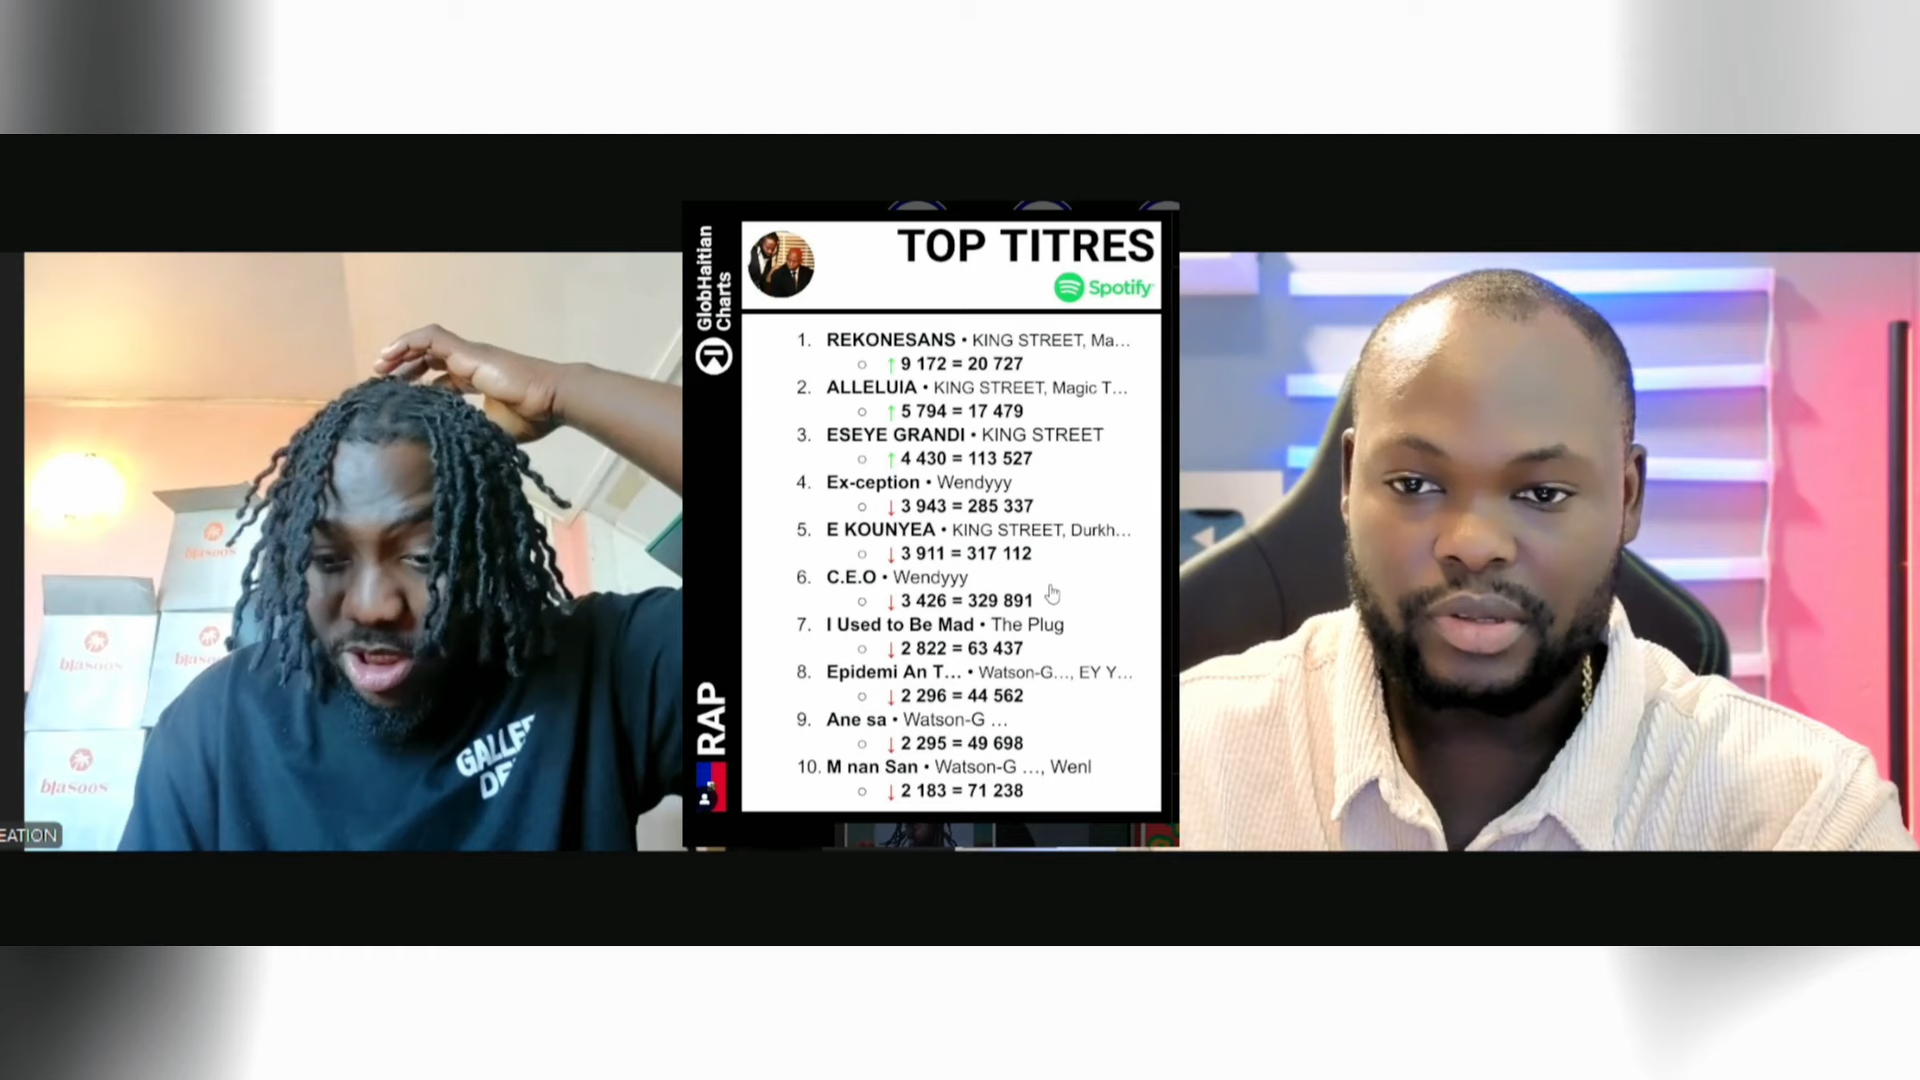 GlobHaitian
Charts
RAP
TOP TITRES
Spotify
1. REKONESANS • KING STREET, Ma...
↑ 9 172 = 20 727
2. ALLELUIA • KING STREET, Magic T...
↑ 5 794 = 17 479
3. ESEYE GRANDI • KING STREET
↑ 4 430 = 113 527
4. Ex-ception • Wendyyy
↓ 3 943 = 285 337
5. E KOUNYEA • KING STREET, Durkh...
↓ 3 911 = 317 112
6. C.E.O • Wendyyy
↓ 3 426 = 329 891
7. I Used to Be Mad • The Plug
↓ 2 822 = 63 437
8. Epidemi An T... • Watson-G..., EY Y...
↓ 2 296 = 44 562
9. Ane sa • Watson-G ...
↓ 2 295 = 49 698
10. M nan San • Watson-G ..., Wenl
↓ 2 183 = 71 238
blasoos
blasoos
blasoos
GALLE
DE
EATION